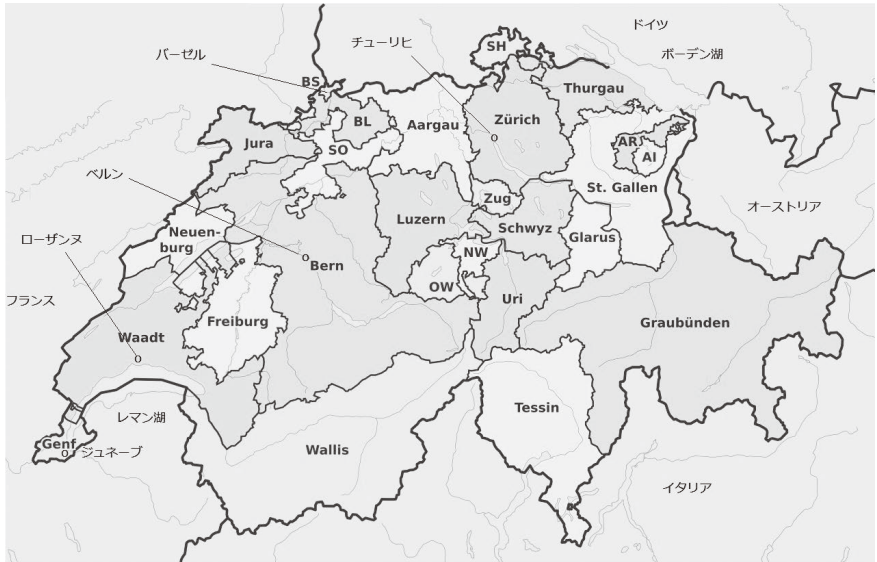 ドイツ
チューリヒ
SH
ボーデン湖
バーゼル
BS
Thurgau
BL
Aargau
Zürich
Jura
SO
AR
AI
ベルン
St. Gallen
Zug
オーストリア
Luzern
Neuen-
burg
Schwyz
Glarus
ローザンヌ
NW
Bern
OW
フランス
Uri
Freiburg
Graubünden
Waadt
Tessin
レマン湖
Genf
ジュネーブ
Wallis
イタリア